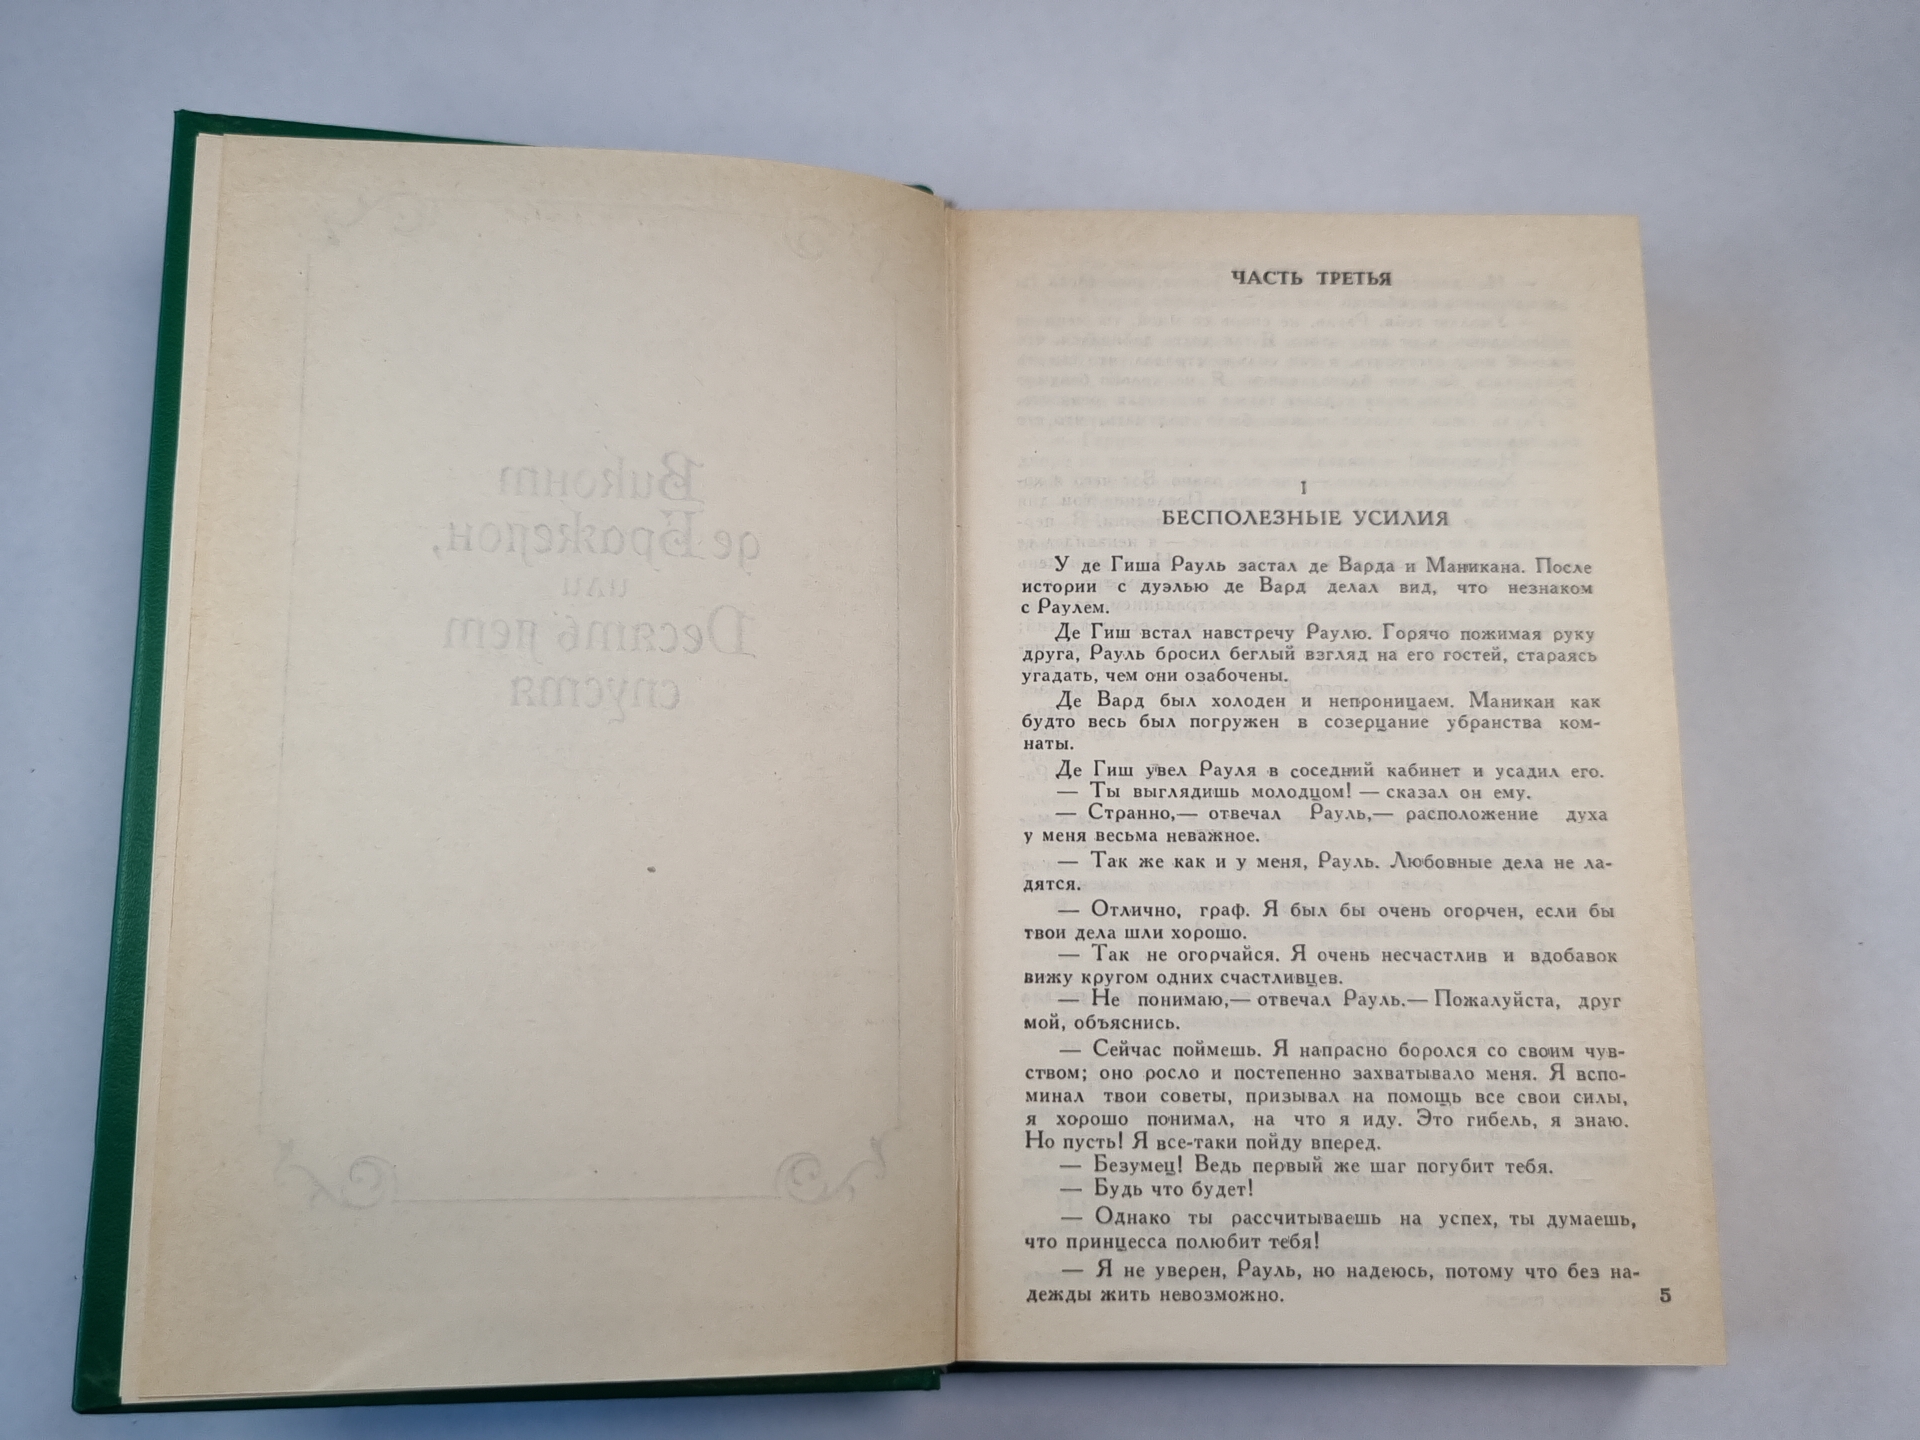 Виконт
де Бражелон,
или
Десять лет
спустя
ЧАСТЬ ТРЕТЬЯ
I
БЕСПОЛЕЗНЫЕ УСИЛИЯ
У де Гиша Рауль застал де Варда и Маникана. После
истории с дуэлью де Вард делал вид, что незнаком
с Раулем.
Де Гиш встал навстречу Раулю. Горячо пожимая руку
друга, Рауль бросил беглый взгляд на его гостей, стараясь
угадать, чем они озабочены.
Де Вард был холоден и непроницаем. Маникан как
будто весь был погружен в созерцание убранства ком-
наты.
Де Гиш увел Рауля в соседний кабинет и усадил его.
— Ты выглядишь молодцом! — сказал он ему.
— Странно,— отвечал Рауль,— расположение духа
у меня весьма неважное.
— Так же как и у меня, Рауль. Любовные дела не ла-
дятся.
— Отлично, граф. Я был бы очень огорчен, если бы
твои дела шли хорошо.
— Так не огорчайся. Я очень несчастлив и вдобавок
вижу кругом одних счастливцев.
— Не понимаю,— отвечал Рауль.— Пожалуйста, друг
мой, объяснись.
— Сейчас поймешь. Я напрасно боролся со своим чув-
ством; оно росло и постепенно захватывало меня. Я вспо-
минал твои советы, призывал на помощь все свои силы,
я хорошо понимал, на что я иду. Это гибель, я знаю.
Но пусть! Я все-таки пойду вперед.
— Безумец! Ведь первый же шаг погубит тебя.
— Будь что будет!
— Однако ты рассчитываешь на успех, ты думаешь,
что принцесса полюбит тебя!
— Я не уверен, Рауль, но надеюсь, потому что без на-
дежды жить невозможно.
5